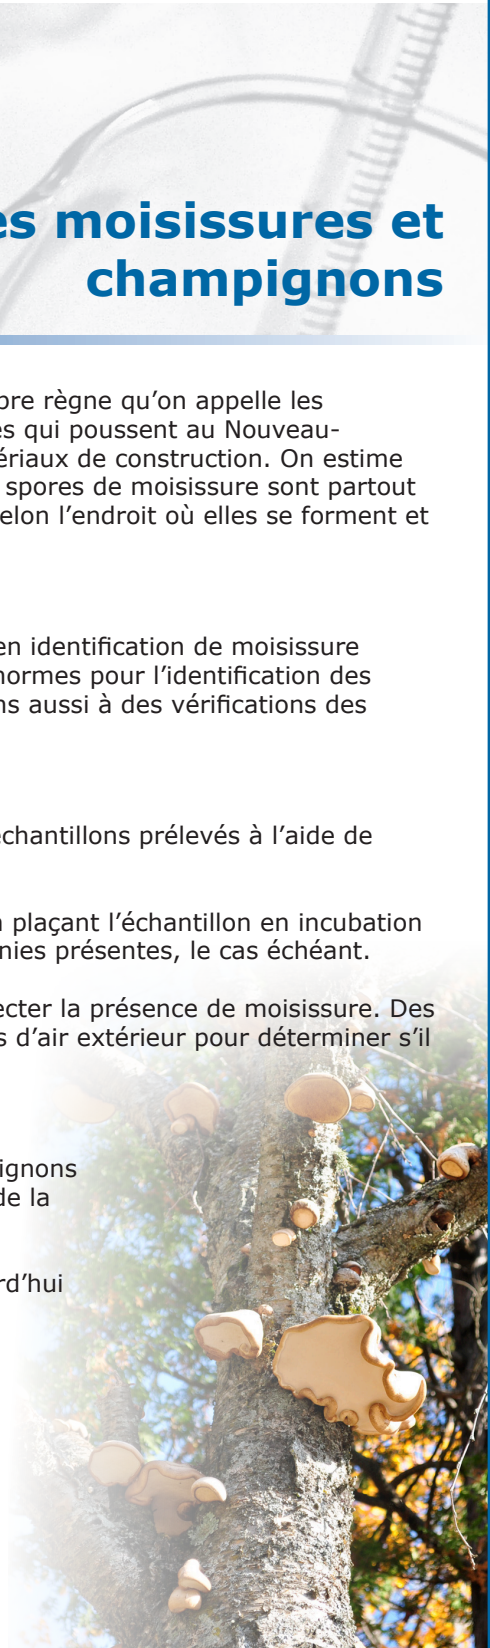 es moisissures et
champignons
pre règne qu'on appelle les
es qui poussent au Nouveau-
ériaux de construction. On estime
spores de moisissure sont partout
elon l'endroit où elles se forment et
en identification de moisissure
normes pour l'identification des
ns aussi à des vérifications des
échantillons prélevés à l'aide de
plaçant l'échantillon en incubation
nies présentes, le cas échéant.
ecter la présence de moisissure. Des
s d'air extérieur pour déterminer s'il
ignons
de la
rd'hui